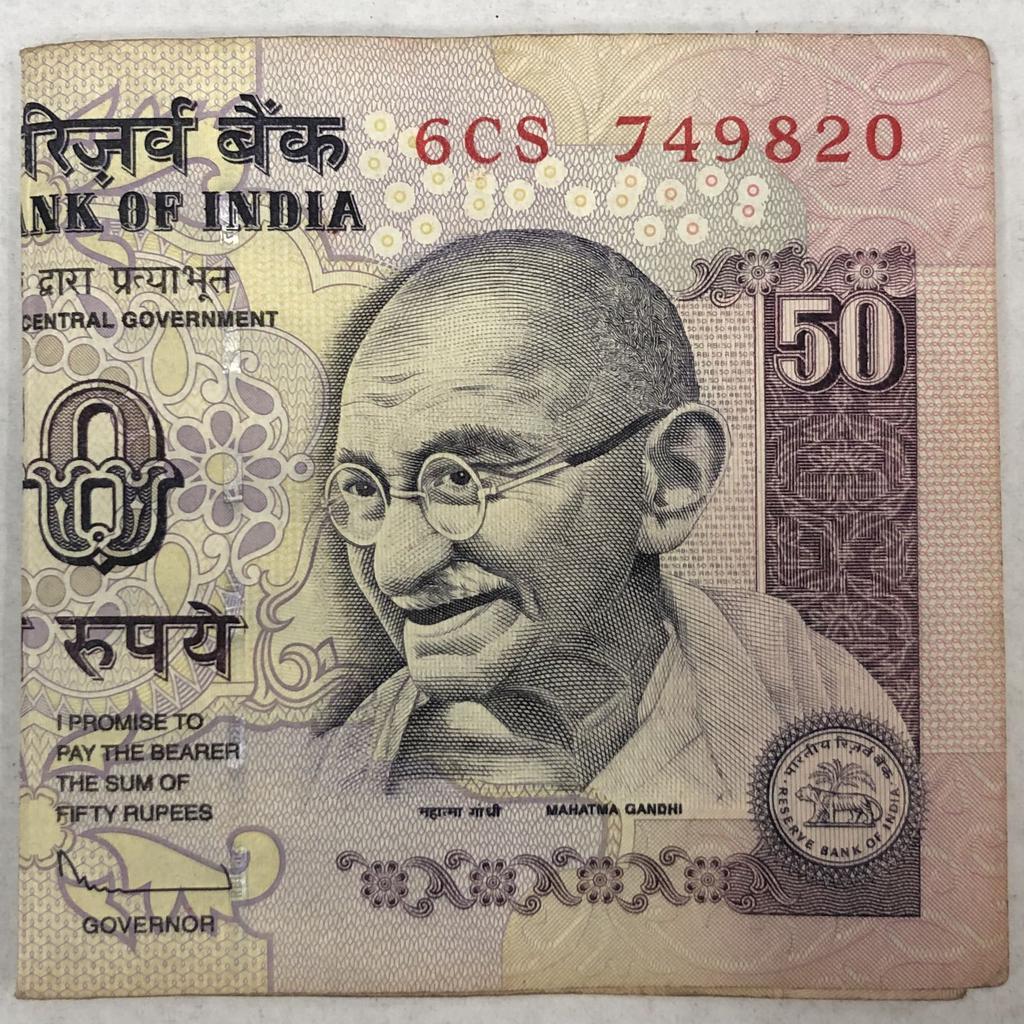 रिज़र्व बैंक
6CS 749820
ANK OF INDIA
द्वारा प्रत्याभूत
CENTRAL GOVERNMENT
50
0
रुपये
I PROMISE TO
PAY THE BEARER
THE SUM OF
FIFTY RUPEES
GOVERNOR
महात्मा गांधी MAHATMA GANDHI
भारतीय रिज़र्व बैंक
RESERVE BANK OF INDIA